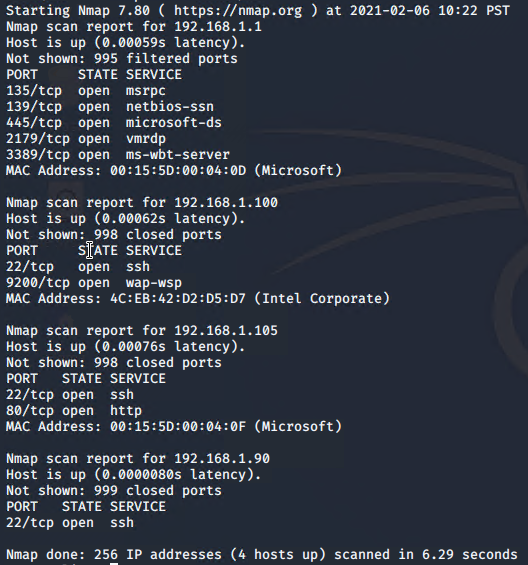 Starting Nmap 7.80 ( https://nmap.org ) at 2021-02-06 10:22 PST
Nmap scan report for 192.168.1.1
Host is up (0.00059s latency).
Not shown: 995 filtered ports
PORT     STATE SERVICE
135/tcp  open  msrpc
139/tcp  open  netbios-ssn
445/tcp  open  microsoft-ds
2179/tcp open  vmrdp
3389/tcp open  ms-wbt-server
MAC Address: 00:15:5D:00:04:0D (Microsoft)

Nmap scan report for 192.168.1.100
Host is up (0.00062s latency).
Not shown: 998 closed ports
PORT     STATE SERVICE
22/tcp   open  ssh
9200/tcp open  wap-wsp
MAC Address: 4C:EB:42:D2:D5:D7 (Intel Corporate)

Nmap scan report for 192.168.1.105
Host is up (0.00076s latency).
Not shown: 998 closed ports
PORT   STATE SERVICE
22/tcp open  ssh
80/tcp open  http
MAC Address: 00:15:5D:00:04:0F (Microsoft)

Nmap scan report for 192.168.1.90
Host is up (0.0000080s latency).
Not shown: 999 closed ports
PORT   STATE SERVICE
22/tcp open  ssh

Nmap done: 256 IP addresses (4 hosts up) scanned in 6.29 seconds